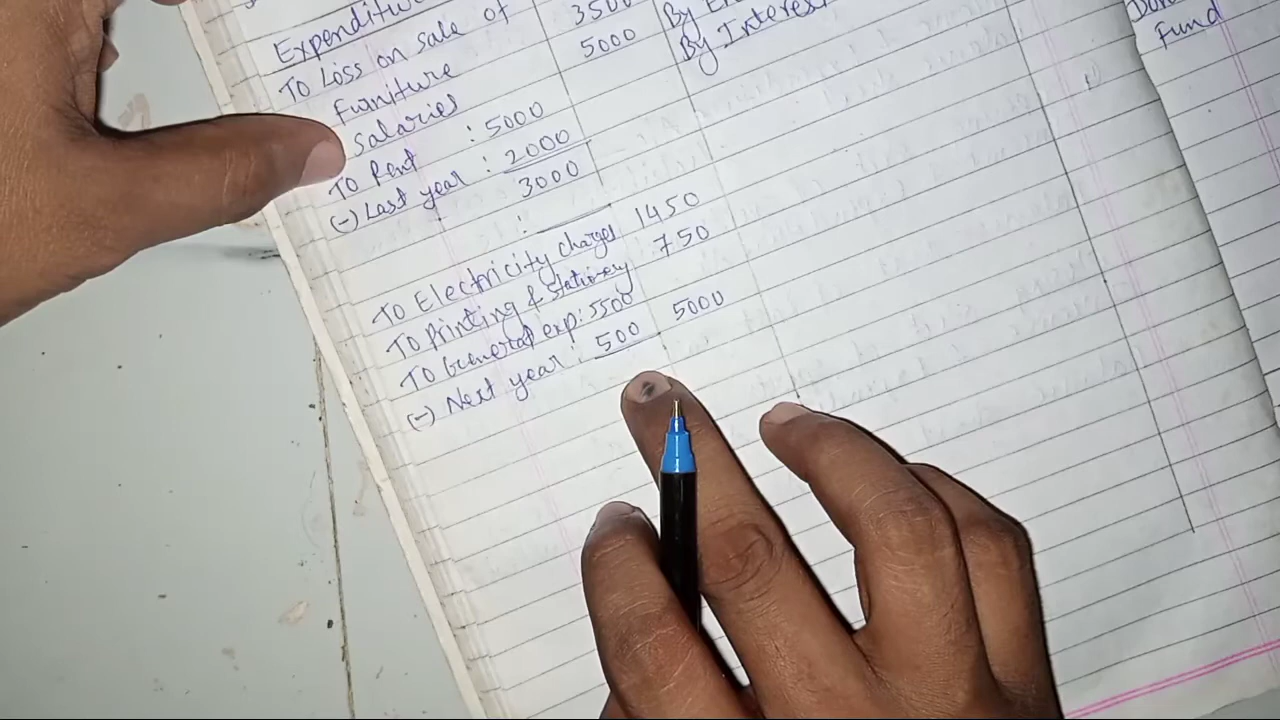 Expenditure
To Loss on sale of 3500
furniture
Salaries 5000
To Rent : 5000
(-) Last year : 2000
3000
:
To Electricity charges 1450
To Printing & Stationery 750
To General exp: 5500
(-) Next year : 500 5000
By
By Interest
Fund